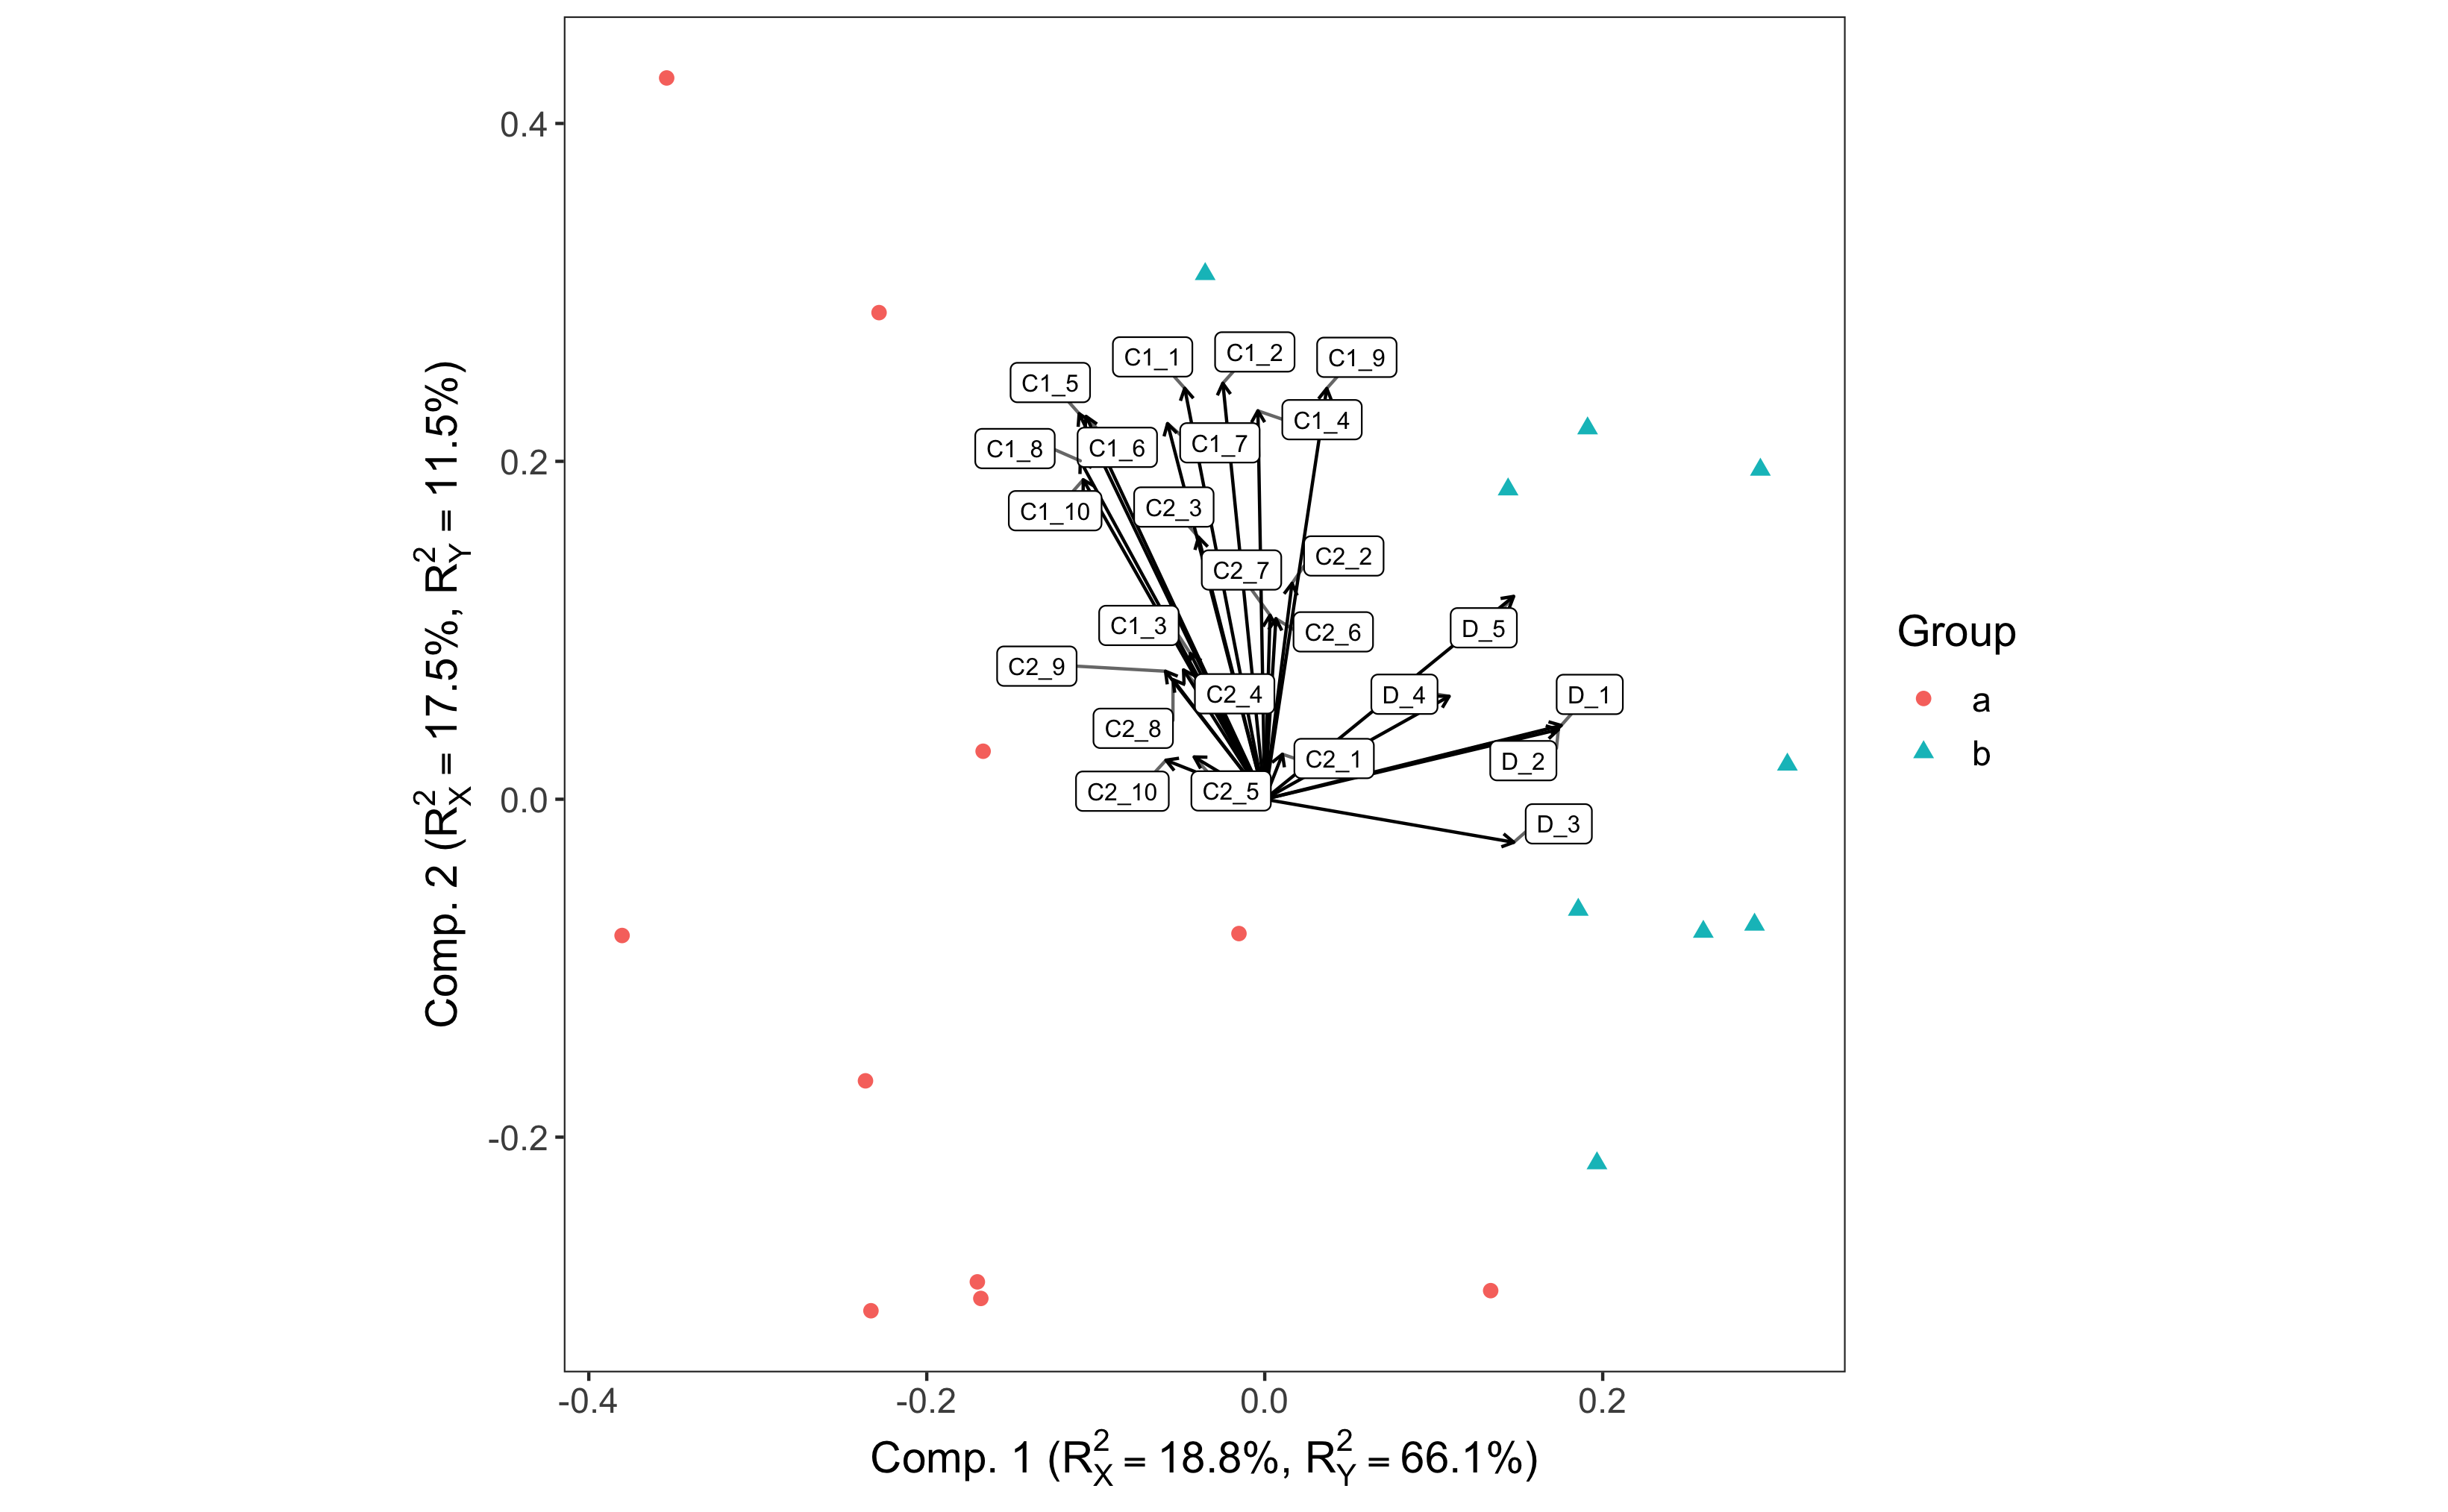 0.4
0.2
0.0
-0.2
Comp. 2 (R²X = 17.5%, R²Y = 11.5%)
C1_1
C1_2
C1_9
C1_5
C1_4
C1_8
C1_6
C1_7
C1_10
C2_3
C2_2
C2_7
C1_3
C2_6
D_5
C2_9
C2_4
D_4
D_1
C2_8
C2_1
D_2
C2_10
C2_5
D_3
Group
a
b
-0.4
-0.2
0.0
0.2
Comp. 1 (R²X = 18.8%, R²Y = 66.1%)